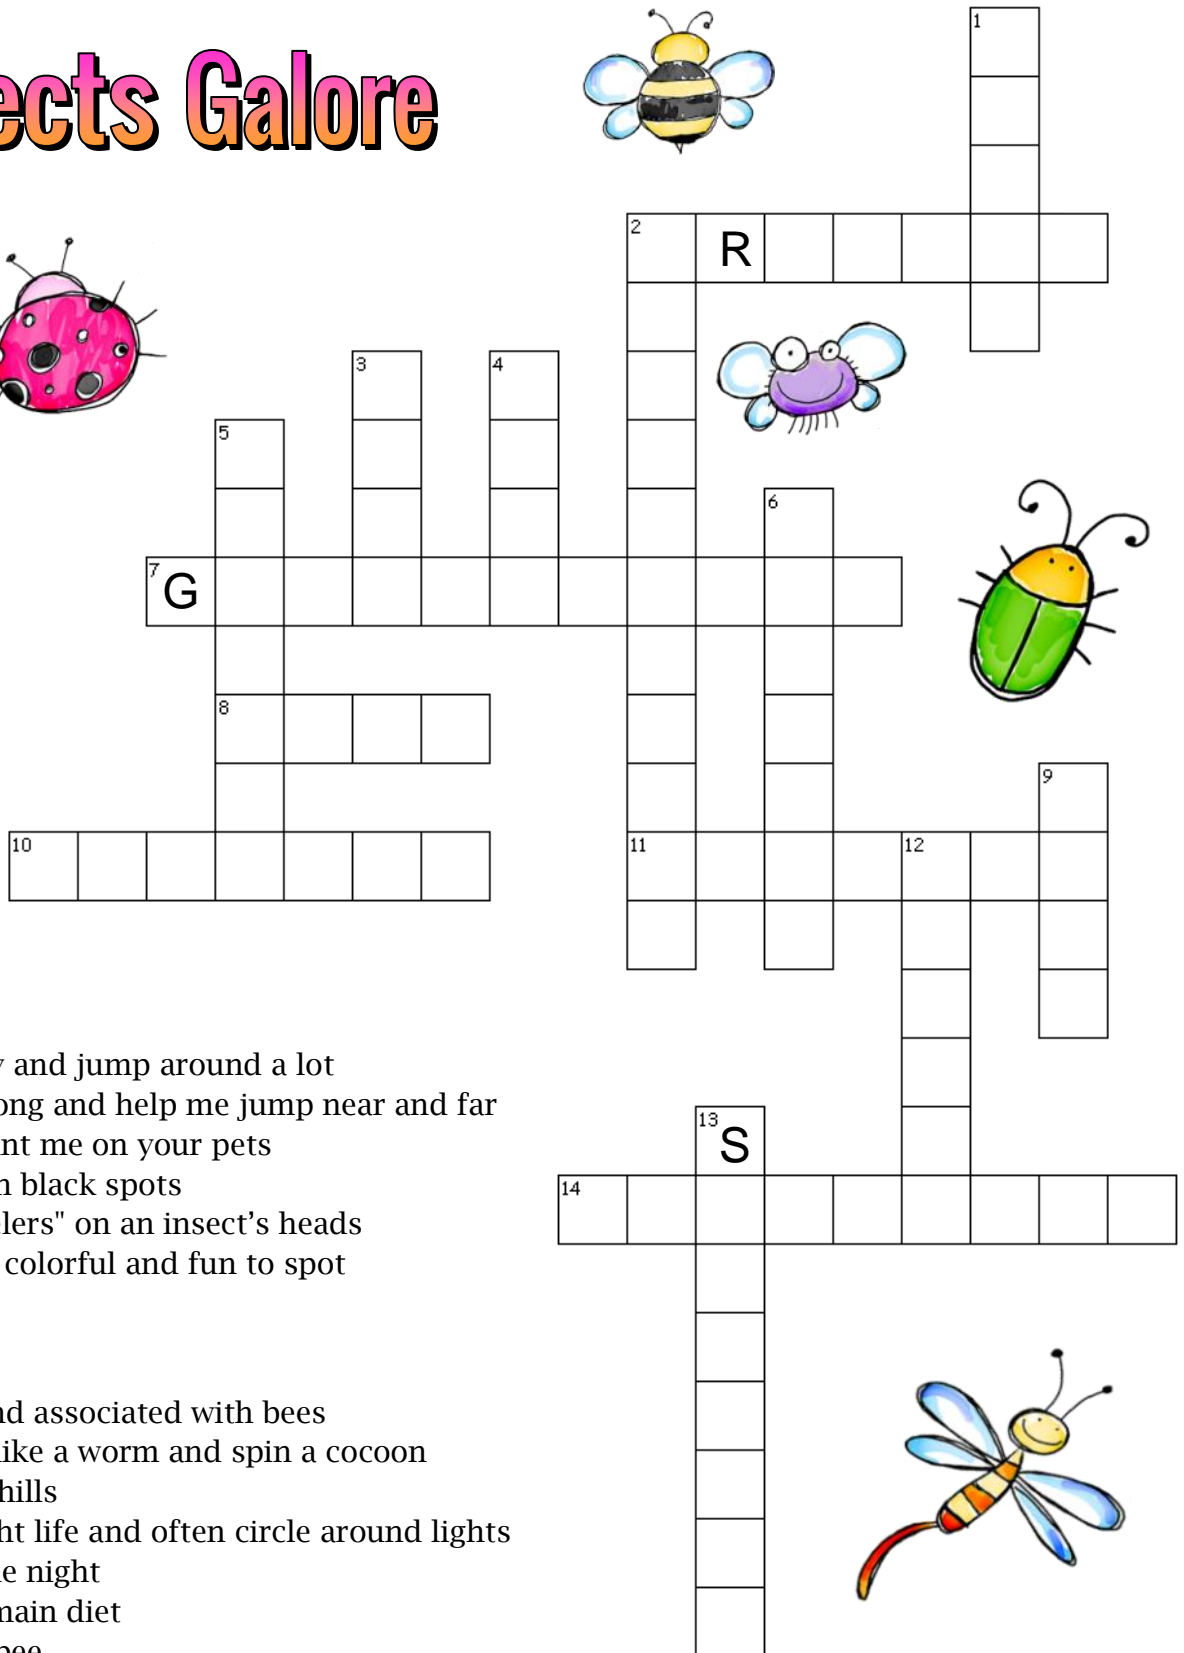 ects Galore
1
2 R
3 4
5
6
7 G
8
9
10 11 12
and jump around a lot
ong and help me jump near and far
nt me on your pets
black spots
lers" on an insect's heads
colorful and fun to spot
13 S
14
nd associated with bees
like a worm and spin a cocoon
hills
ht life and often circle around lights
e night
main diet
bee